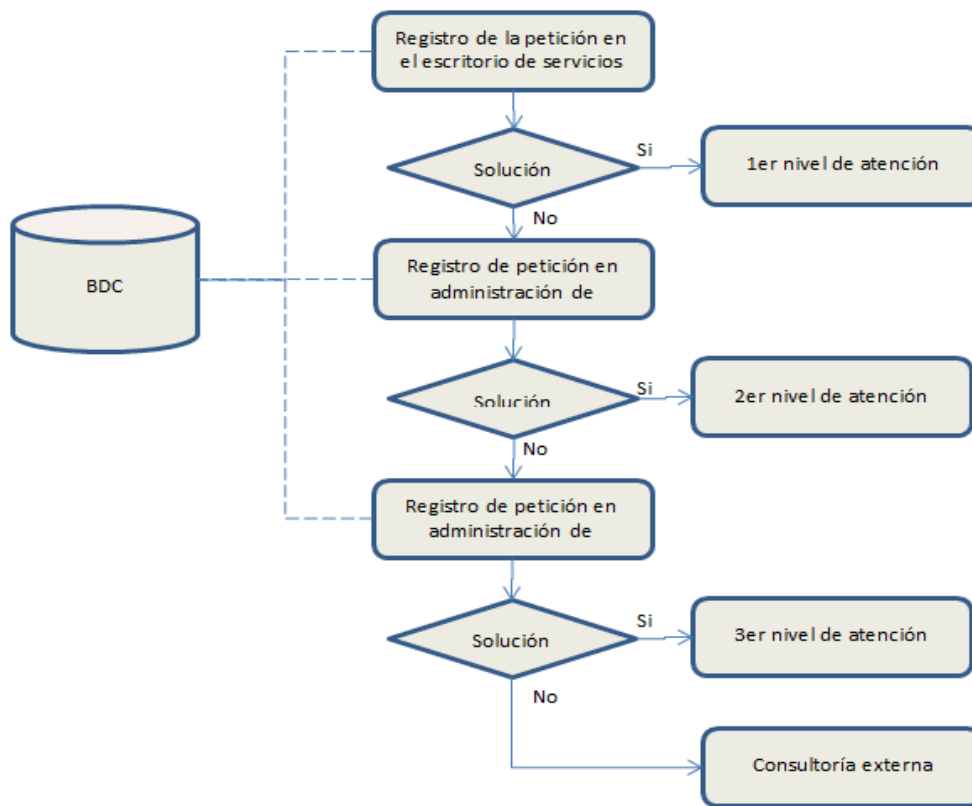 Registro de la petición en
el escritorio de servicios
Solución
Si
1er nivel de atención
No
BDC
Registro de petición en
administración de
Solución
Si
2er nivel de atención
No
Registro de petición en
administración de
Solución
Si
3er nivel de atención
No
Consultoría externa